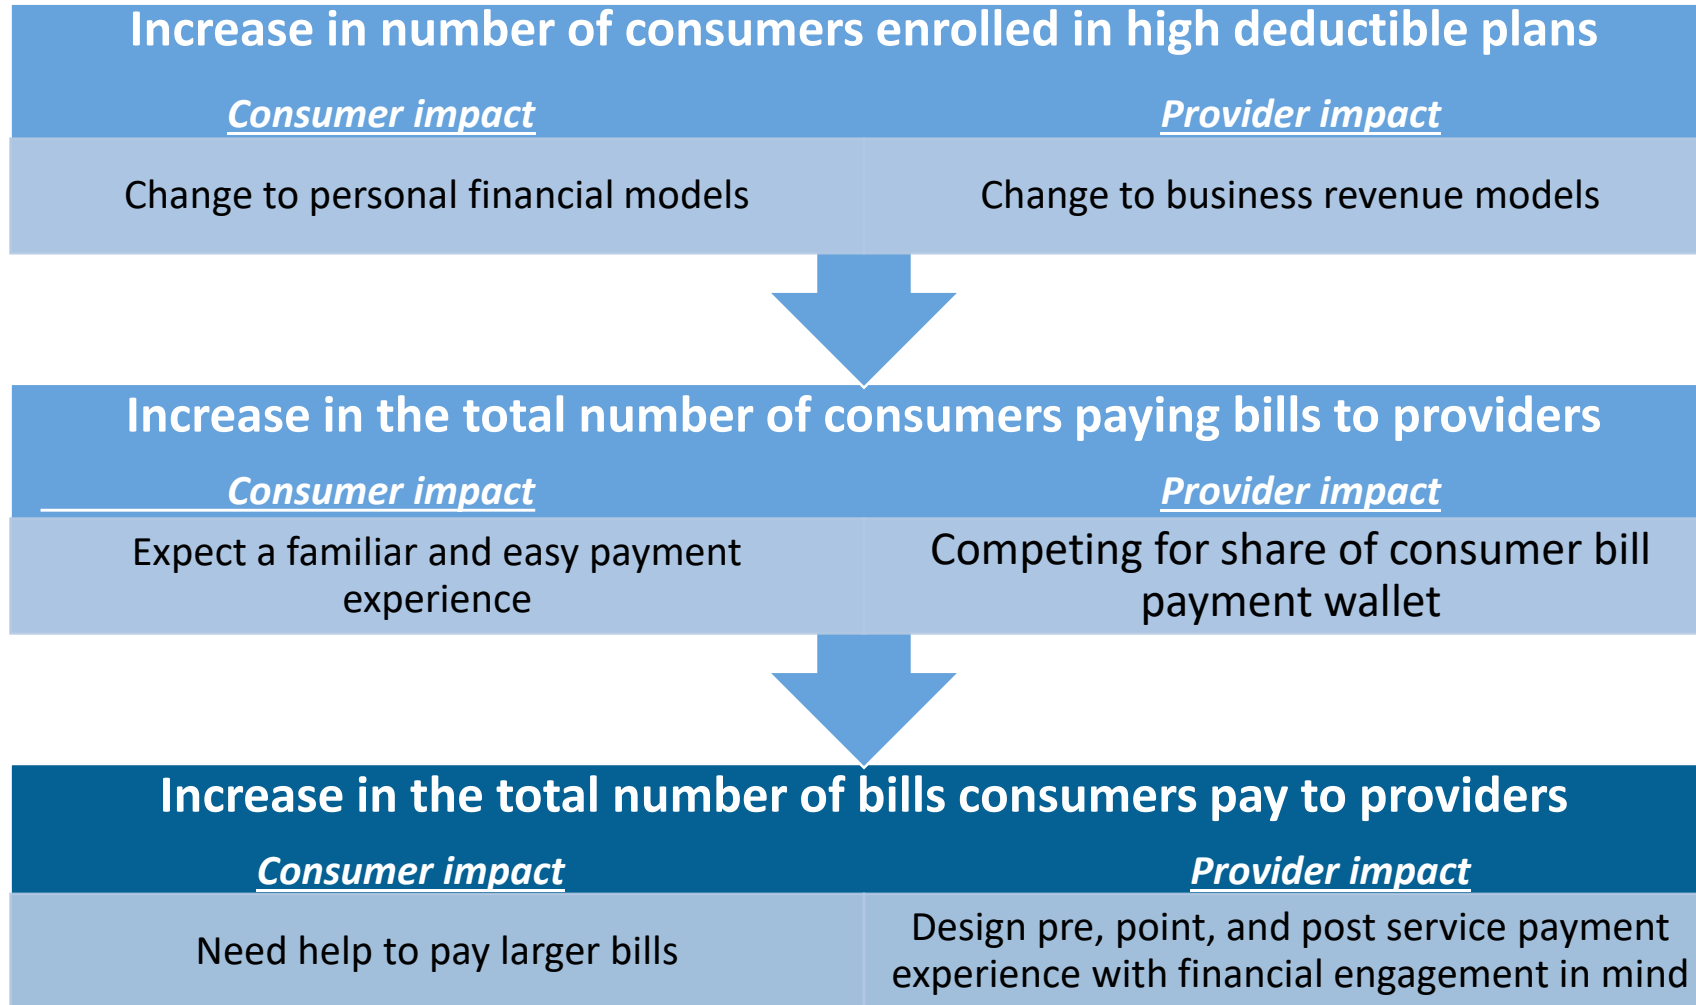 Increase in number of consumers enrolled in high deductible plans
Consumer impact
Provider impact
Change to personal financial models
Change to business revenue models
Increase in the total number of consumers paying bills to providers
Consumer impact
Provider impact
Expect a familiar and easy payment
experience
Competing for share of consumer bill
payment wallet
Increase in the total number of bills consumers pay to providers
Consumer impact
Provider impact
Need help to pay larger bills
Design pre, point, and post service payment
experience with financial engagement in mind